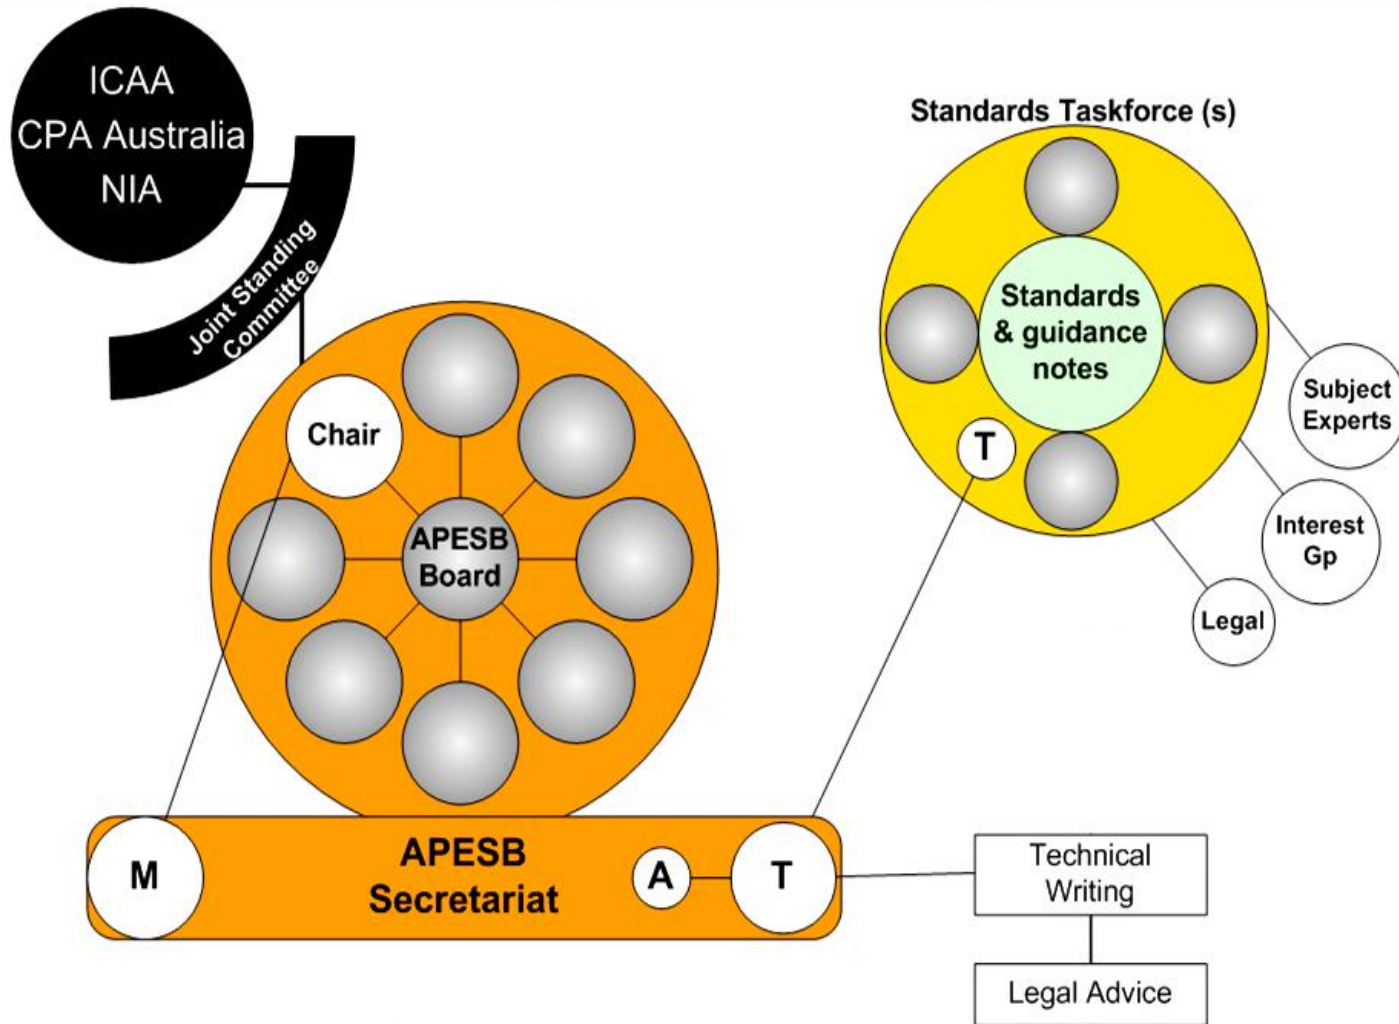 ICAA
CPA Australia
NIA
Joint Standing
Committee
Standards Taskforce (s)
Standards
& guidance
notes
T
Subject
Experts
Interest
Gp
Legal
Chair
APESB
Board
M
APESB
Secretariat
A
T
Technical
Writing
Legal Advice